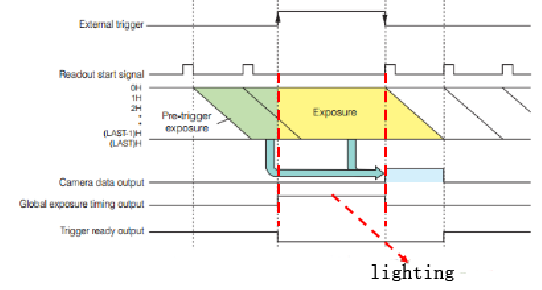 External trigger
Readout start signal
0H
1H
2H
Pre-trigger
exposure
Exposure
(LAST-1)H
(LAST)H
Camera data output
Global exposure timing output
Trigger ready output
lighting